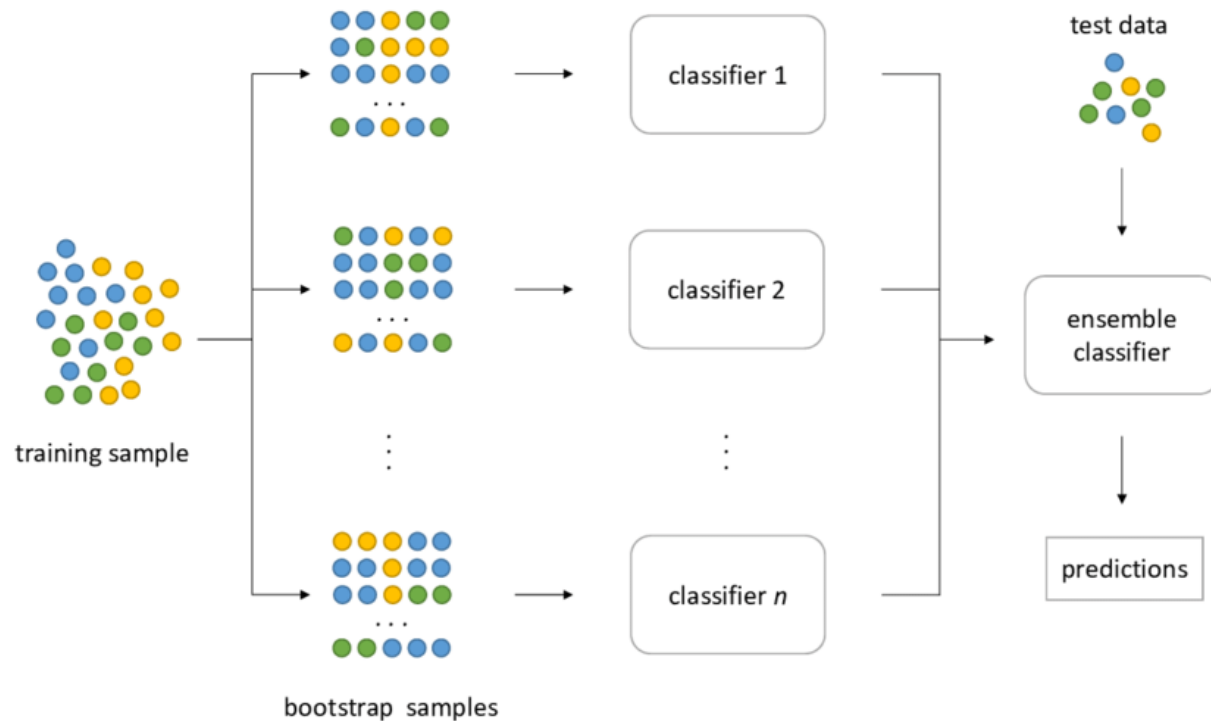 test data
classifier 1
. . .
classifier 2
. . .
ensemble
classifier
training sample
classifier n
predictions
. . .
bootstrap samples